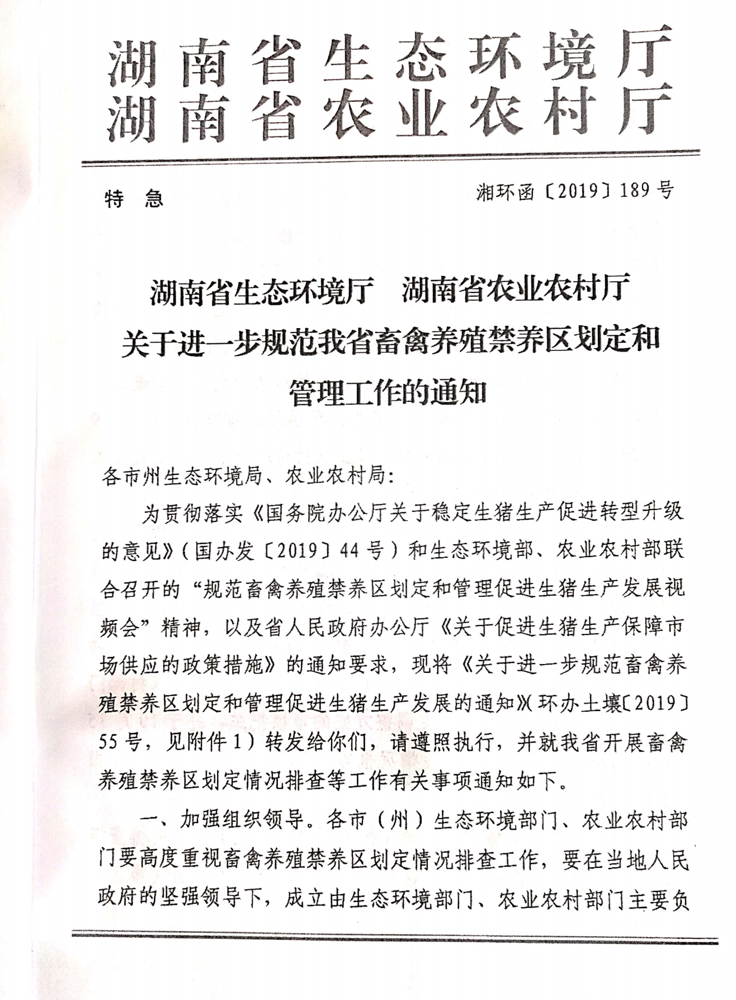 湖南省生态环境厅
湖南省农业农村厅
特 急
湘环函〔2019〕189号
湖南省生态环境厅 湖南省农业农村厅
关于进一步规范我省畜禽养殖禁养区划定和
管理工作的通知
各市州生态环境局、农业农村局：
为贯彻落实《国务院办公厅关于稳定生猪生产促进转型升级
的意见》（国办发〔2019〕44号）和生态环境部、农业农村部联
合召开的“规范畜禽养殖禁养区划定和管理促进生猪生产发展视
频会”精神，以及省人民政府办公厅《关于促进生猪生产保障市
场供应的政策措施》的通知要求，现将《关于进一步规范畜禽养
殖禁养区划定和管理促进生猪生产发展的通知》（环办土壤〔2019〕
55号，见附件1）转发给你们，请遵照执行，并就我省开展畜禽
养殖禁养区划定情况排查等工作有关事项通知如下。
一、加强组织领导。各市（州）生态环境部门、农业农村部
门要高度重视畜禽养殖禁养区划定情况排查工作，要在当地人民
政府的坚强领导下，成立由生态环境部门、农业农村部门主要负